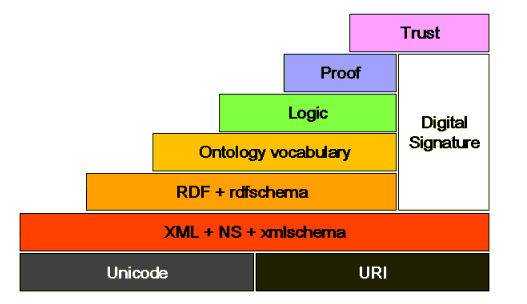 Trust
Proof
Logic
Digital
Signature
Ontology vocabulary
RDF + rdfschema
XML + NS + xmlschema
Unicode
URI